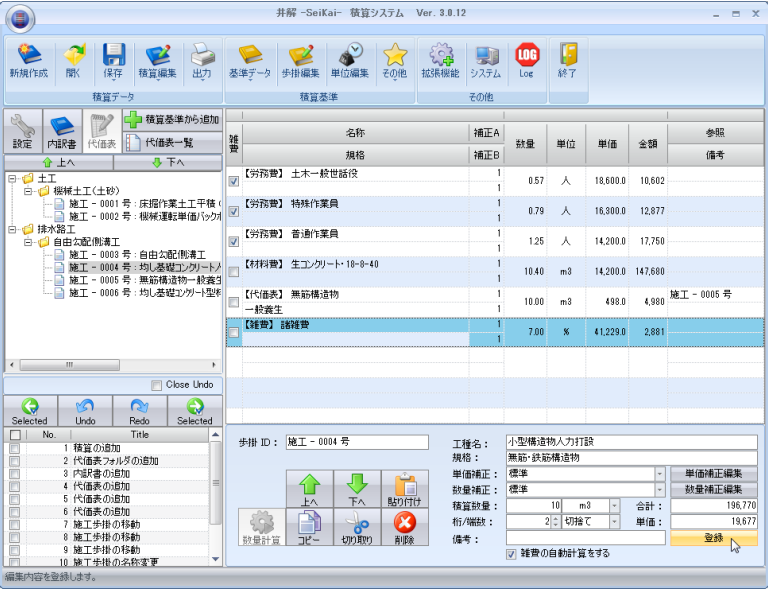 井解 -SeiKai- 積算システム Ver. 3.0.12
新規作成 開く 保存 積算編集 出力 基準データ 歩掛編集 単位編集 その他 拡張機能 システム Log 終了
LOG
積算データ 積算基準 その他
設定 内訳書 代価表
積算基準から追加
代価表一覧
上へ 下へ
土工
機械土工(土砂)
施工 - 0001 号 : 床掘作業土工平積(
施工 - 0002 号 : 機械運転単価バックホ
排水路工
自由勾配側溝工
施工 - 0003 号 : 自由勾配側溝工
施工 - 0004 号 : 均し基礎コンクリート人
施工 - 0005 号 : 無筋構造物一般養生
施工 - 0006 号 : 均し基礎コンクリート型枠
Close Undo
Selected Undo Redo Selected
No. Title
1 積算の追加
2 代価表フォルダの追加
3 内訳書の追加
4 代価表の追加
5 代価表の追加
6 代価表の追加
7 施工歩掛の移動
8 施工歩掛の移動
9 施工歩掛の移動
10 施工歩掛の名称変更
雑費 名称 補正A 数量 単位 単価 金額 参照
規格 補正B 備考
【労務費】 土木一般世話役 1
0.57 人 18,600.0 10,602
1
【労務費】 特殊作業員 1
0.79 人 16,300.0 12,877
1
【労務費】 普通作業員 1
1.25 人 14,200.0 17,750
1
【材料費】 生コンクリート・18-8-40 1
10.40 m3 14,200.0 147,680
1
【代価表】 無筋構造物 1 施工 - 0005 号
10.00 m3 498.0 4,980
一般養生 1
【雑費】 諸雑費 1
7.00 % 41,229.0 2,881
1
歩掛 ID : 施工 - 0004 号
上へ 下へ 貼り付け
数量計算 コピー 切り取り 削除
工種名 : 小型構造物人力打設
規格 : 無筋・鉄筋構造物
単価補正 : 標準 単価補正編集
数量補正 : 標準 数量補正編集
積算数量 : 10 m3 合計 : 196,770
桁/端数 : 2 切捨て 単価 : 19,677
備考 : 登録
雑費の自動計算をする
編集内容を登録します。